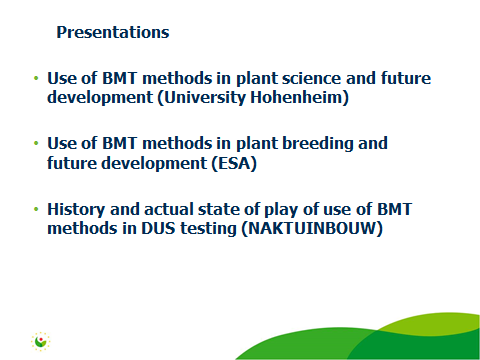 Presentations
• Use of BMT methods in plant science and future
development (University Hohenheim)
• Use of BMT methods in plant breeding and
future development (ESA)
• History and actual state of play of use of BMT
methods in DUS testing (NAKTUINBOUW)